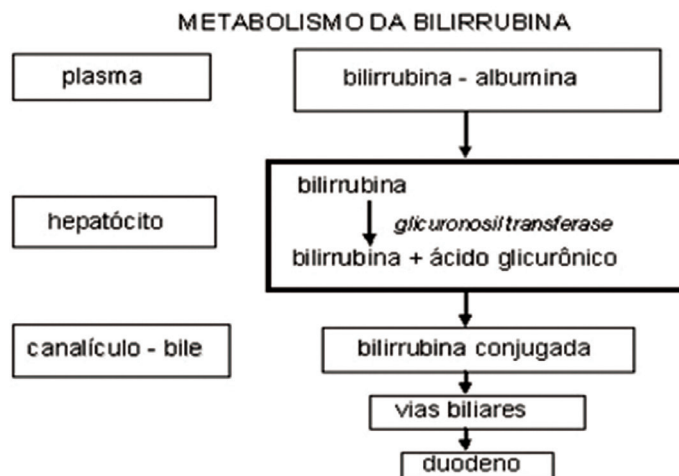 METABOLISMO DA BILIRRUBINA
plasma
bilirrubina - albumina
hepatócito
bilirrubina
glicuronosiltransferase
bilirrubina + ácido glicurônico
canalículo - bile
bilirrubina conjugada
vias biliares
duodeno